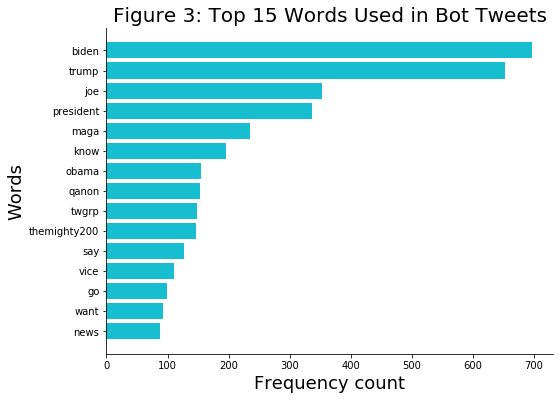 Figure 3: Top 15 Words Used in Bot Tweets
biden
trump
joe
president
maga
know
obama
qanon
twgrp
themighty200
say
vice
go
want
news
Words
0 100 200 300 400 500 600 700
Frequency count